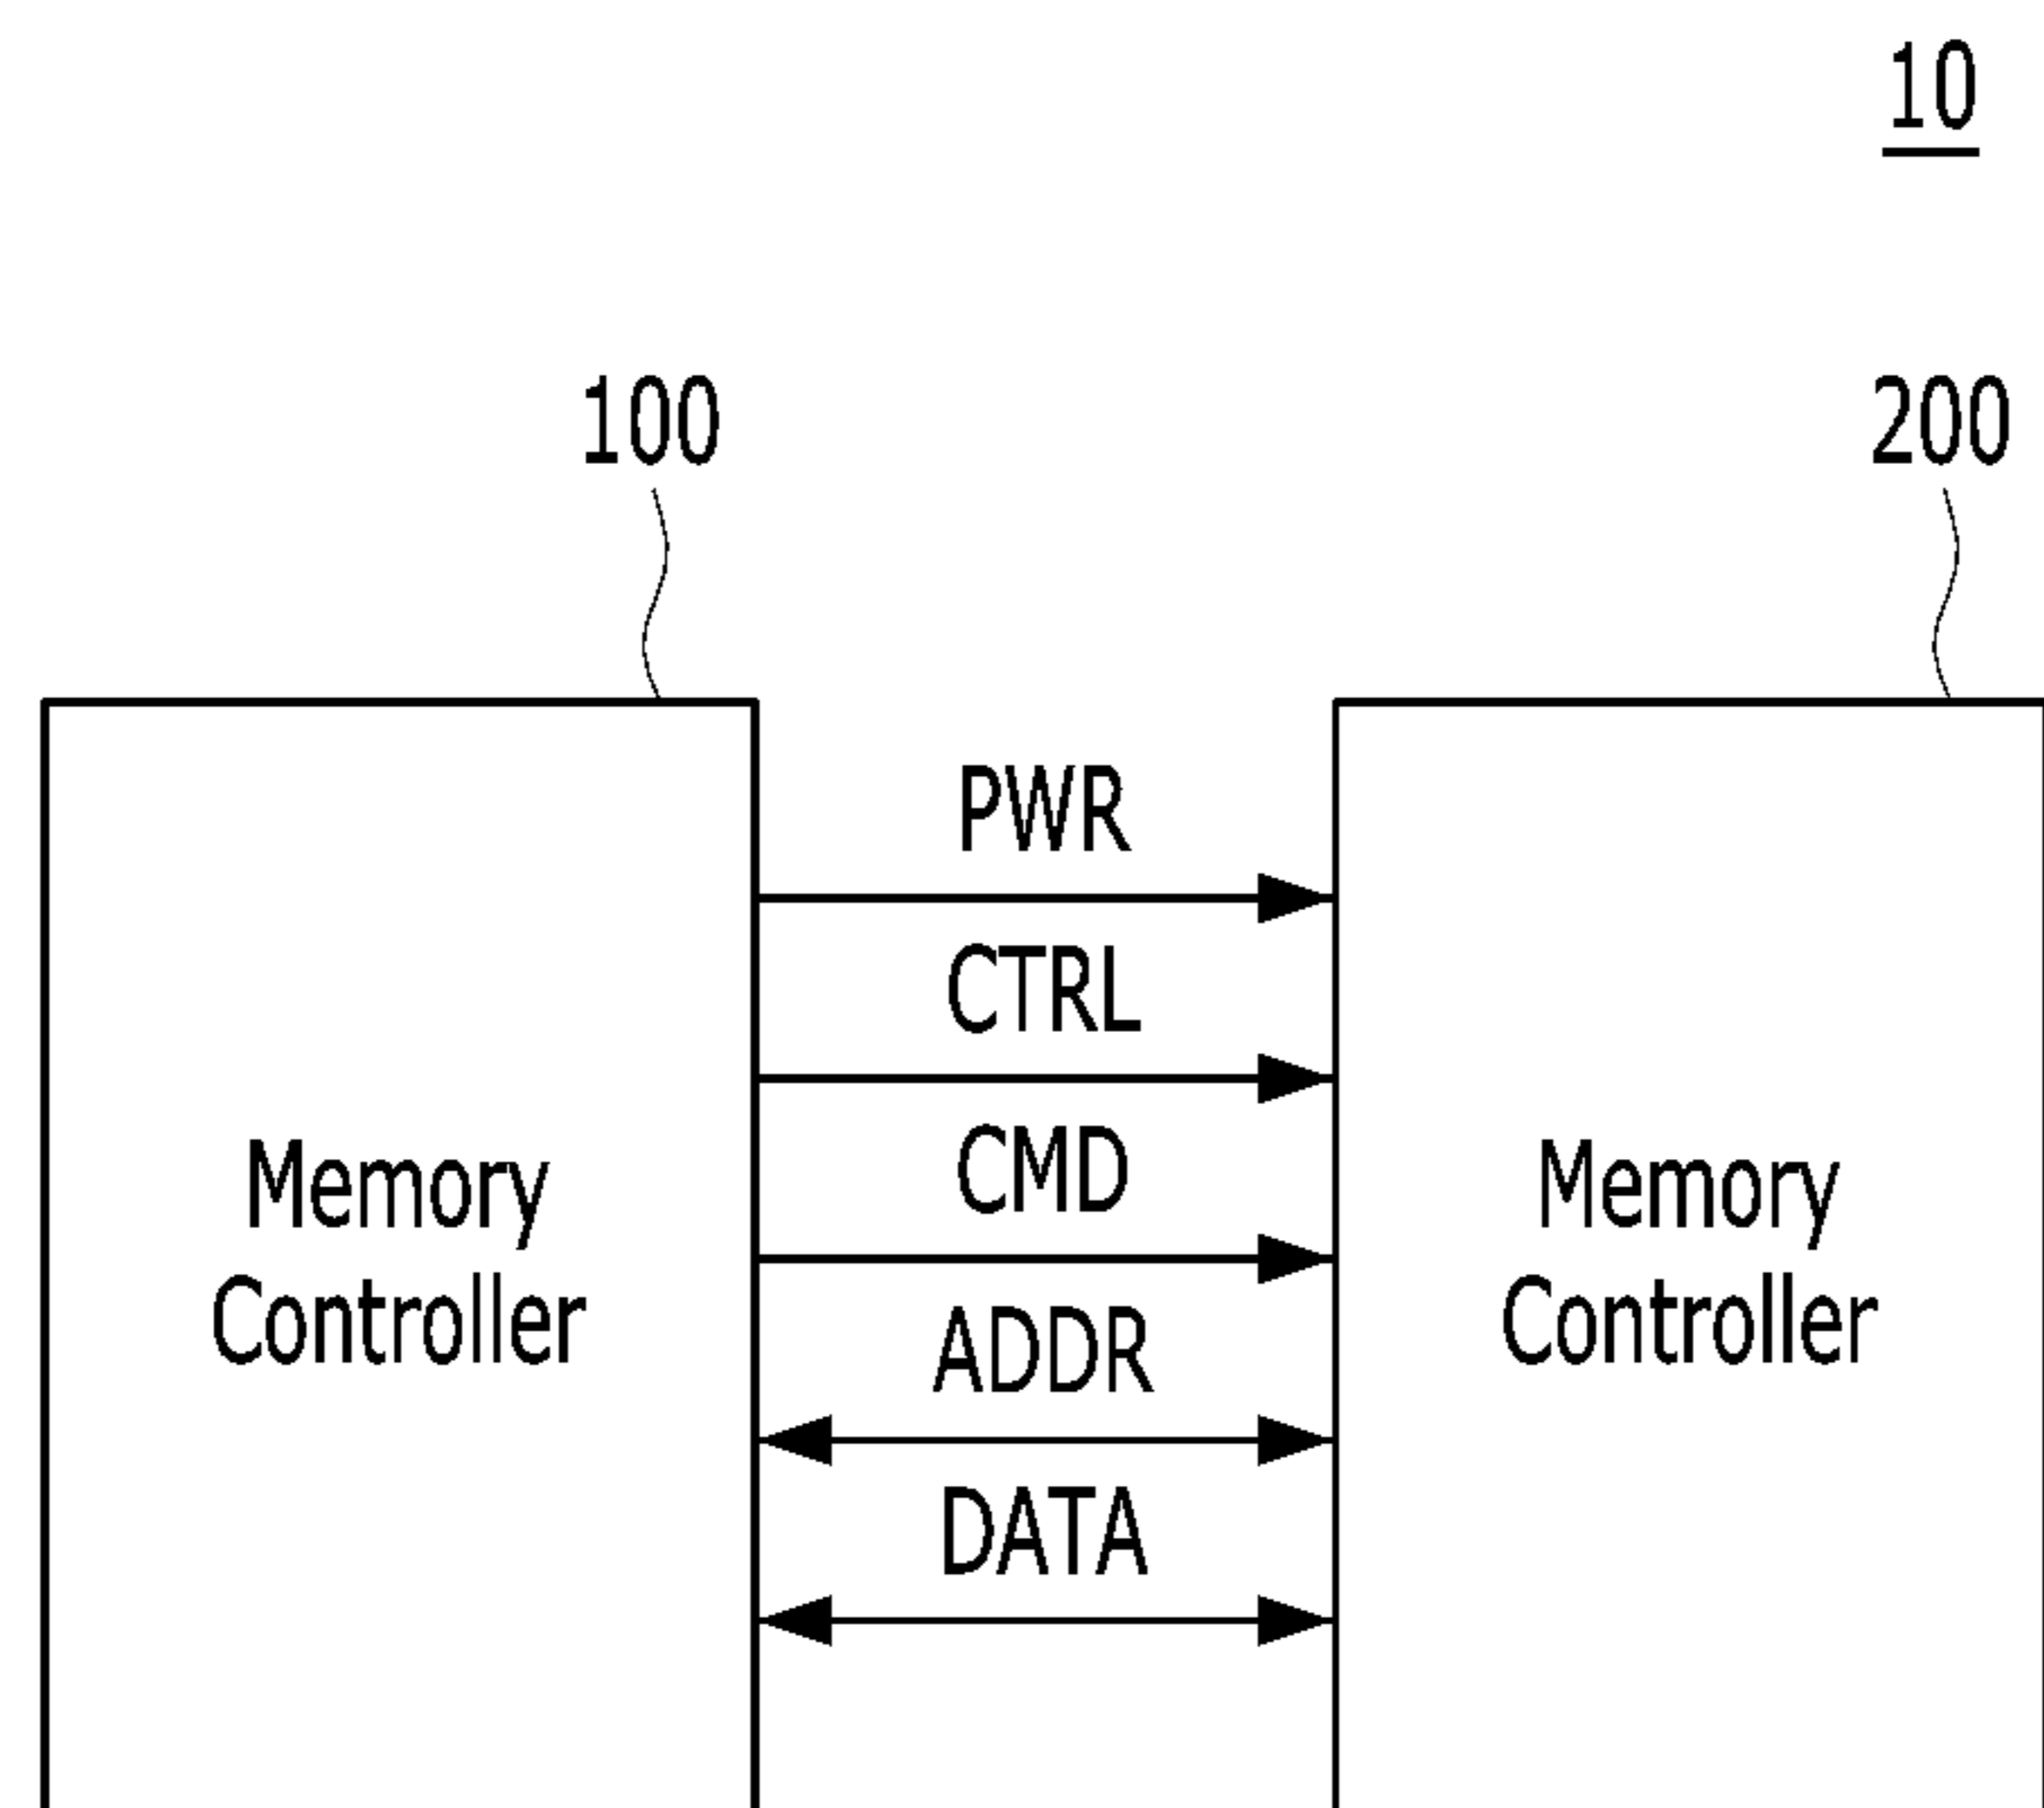 10
100
200
PWR
CTRL
CMD
ADDR
DATA
Memory
Controller
Memory
Controller